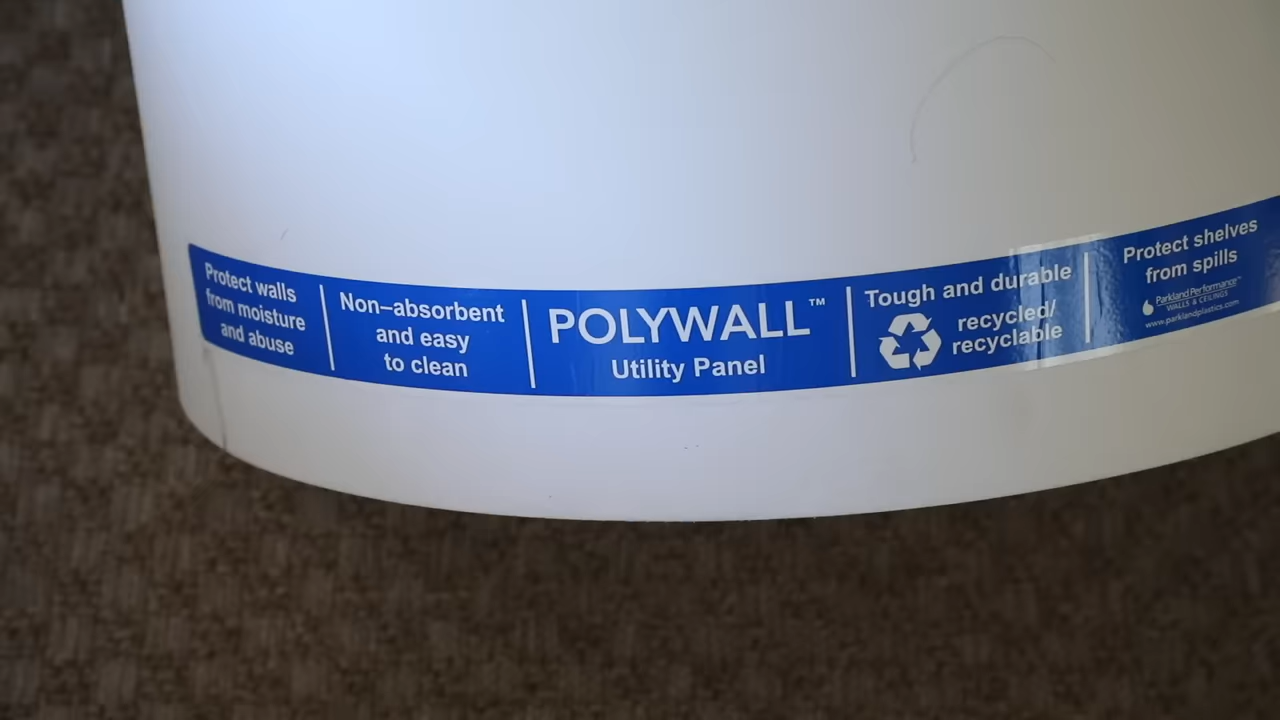 Protect walls
from moisture
and abuse
Non–absorbent
and easy
to clean
POLYWALL™
Utility Panel
Tough and durable
recycled/
recyclable
Protect shelves
from spills
Parkland Performance™
WALLS & CEILINGS
www.parklandplastics.com